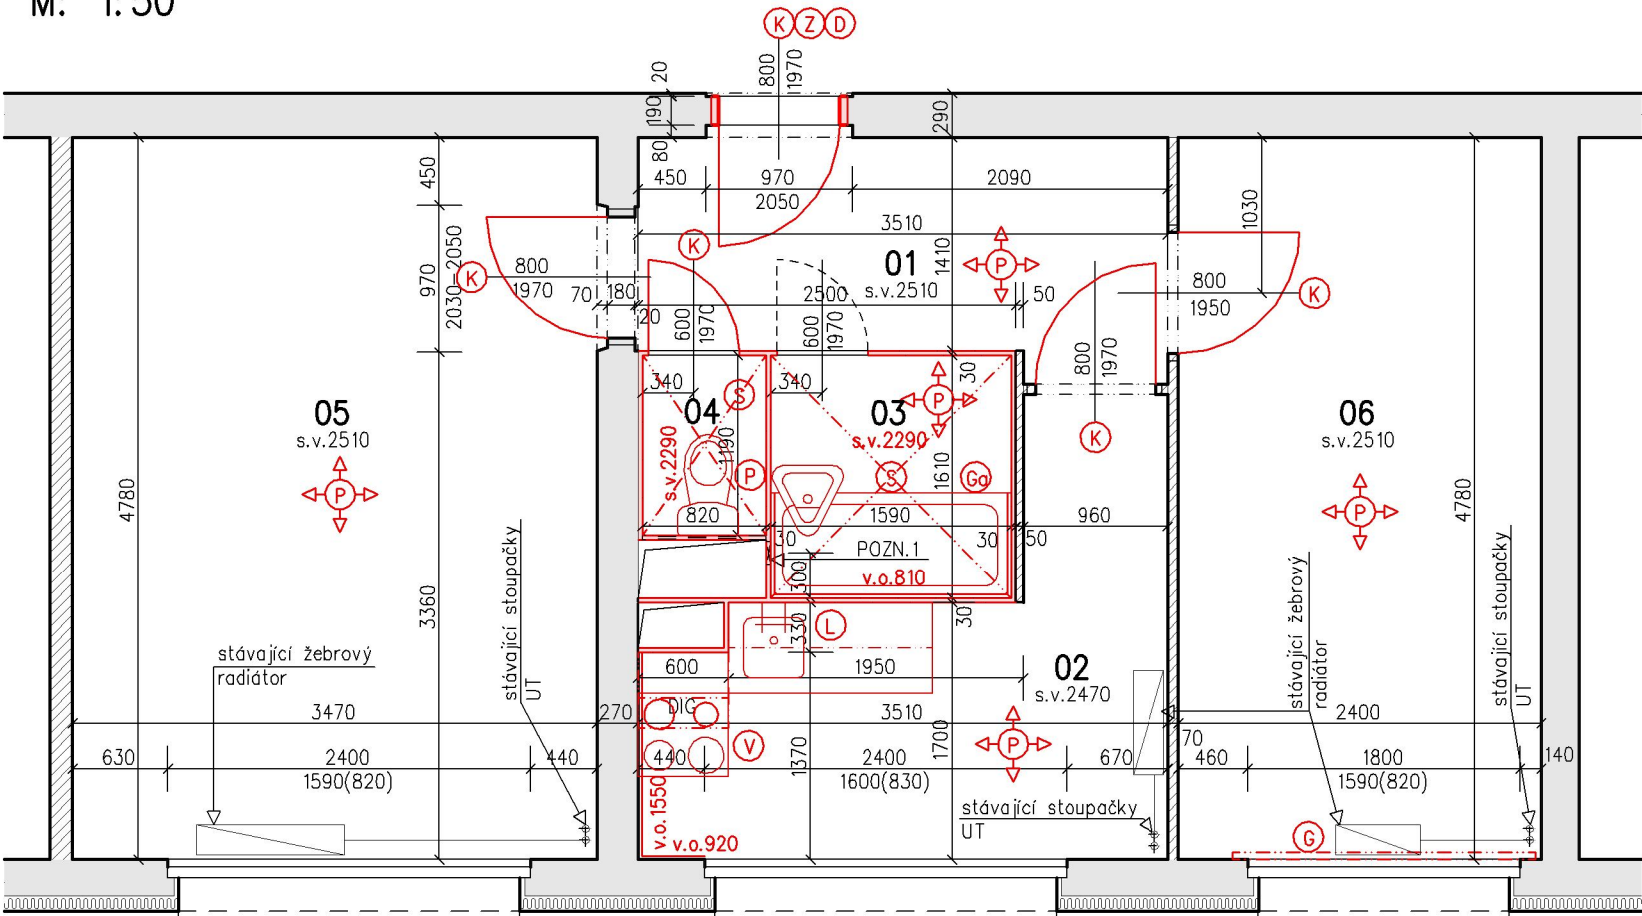 M: 1:50
K Z D
800
1970
20
190
80
290
450
970
2050
2090
450
3510
1030
970
2030-2050
K
800
1970
K
01
s.v.2510
1410
P
800
1950
K
70
180
20
2500
50
600
1970
600
1970
800
1970
340
340
30
05
s.v.2510
04
S
03
s.v.2290
P
06
s.v.2510
K
s.v.2290
1190
P
S
Ga
1610
P
P
4780
4780
820
1590
960
30
POZN.1
30
50
v.o.810
300
3360
stávající stoupačky
UT
stávající žebrový
radiátor
stávající stoupačky
UT
330
L
30
stávající žebrový
radiátor
600
1950
02
s.v.2470
DIG
3470
270
3510
2400
P
V
1370
1700
70
630
2400
1590(820)
440
440
2400
1600(830)
670
460
1800
1590(820)
140
v.o.1550
v.o.920
stávající stoupačky
UT
G